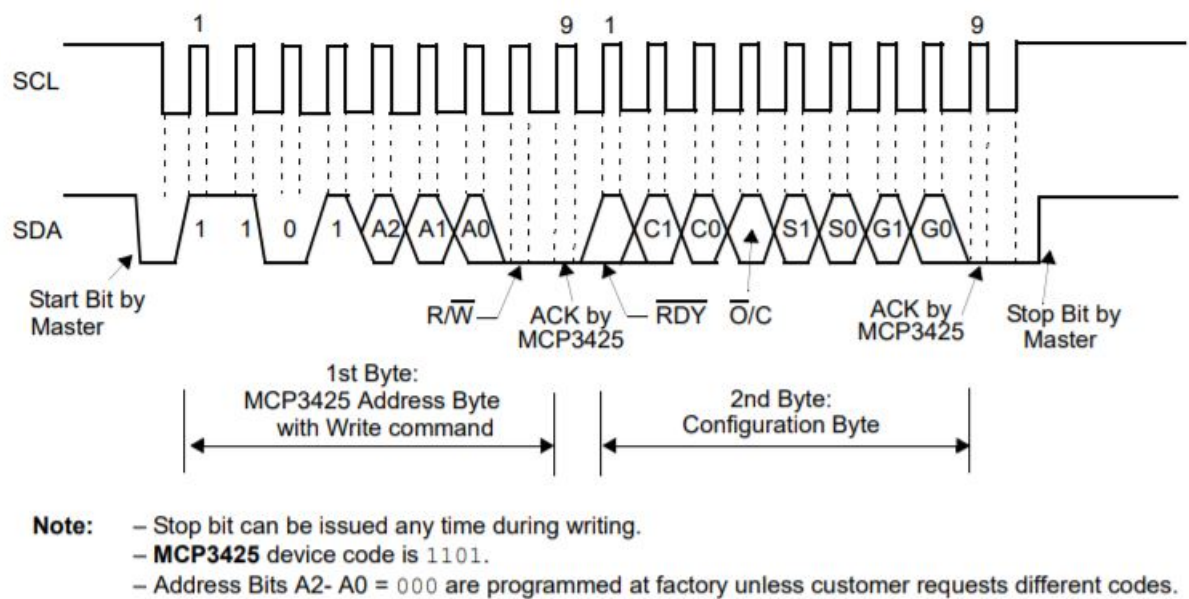 1 9 1 9
SCL
SDA 1 1 0 1 A2 A1 A0 C1 C0 S1 S0 G1 G0
Start Bit by
Master
R/W̅
ACK by
MCP3425
R̅D̅Y̅
O̅/C
ACK by
MCP3425
Stop Bit by
Master
1st Byte:
MCP3425 Address Byte
with Write command
2nd Byte:
Configuration Byte
Note: – Stop bit can be issued any time during writing.
– MCP3425 device code is 1101.
– Address Bits A2- A0 = 000 are programmed at factory unless customer requests different codes.